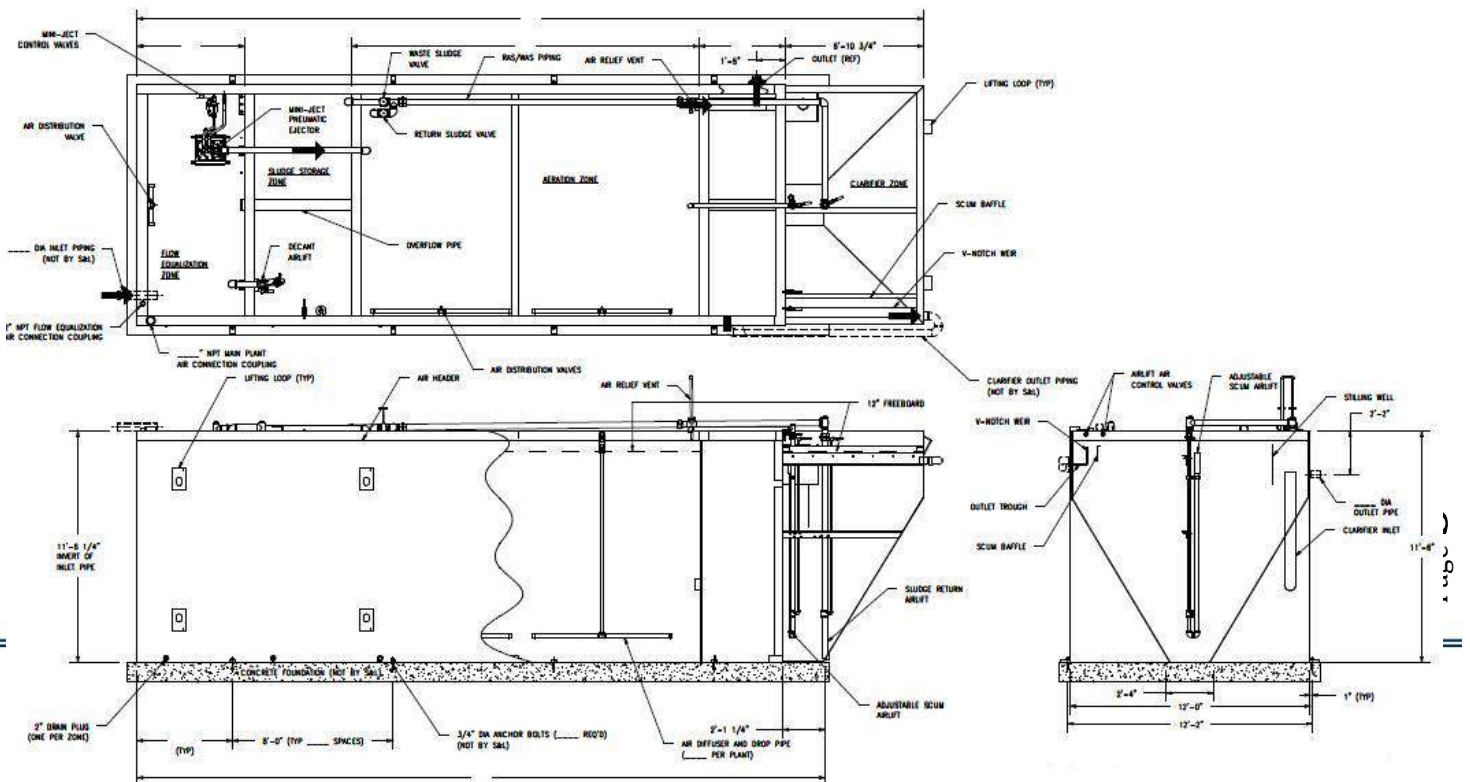 MINI-JECT
CONTROL VALVES
WASTE SLUDGE
VALVE
RAS/WAS PIPING
AIR RELIEF VENT
1'-6"
OUTLET (REF)
6'-10 3/4"
LIFTING LOOP (TYP)
AIR DISTRIBUTION
VALVE
MINI-JECT
PNEUMATIC
EJECTOR
RETURN SLUDGE VALVE
SLUDGE STORAGE
ZONE
AERATION ZONE
CLARIFIER ZONE
SCUM BAFFLE
OVERFLOW PIPE
V-NOTCH WEIR
____ DIA INLET PIPING
(NOT BY S&L)
FLOW
EQUALIZATION
ZONE
DECANT
AIRLIFT
" NPT FLOW EQUALIZATION
AIR CONNECTION COUPLING
____" NPT MAIN PLANT
AIR CONNECTION COUPLING
AIR DISTRIBUTION VALVES
CLARIFIER OUTLET PIPING
(NOT BY S&L)
LIFTING LOOP (TYP)
AIR HEADER
AIR RELIEF VENT
12" FREEBOARD
11'-6 1/4"
INVERT OF
INLET PIPE
SLUDGE RETURN
AIRLIFT
CONCRETE FOUNDATION (NOT BY S&L)
2" DRAIN PLUG
(ONE PER ZONE)
(TYP)
8'-0" (TYP ____ SPACES)
3/4" DIA ANCHOR BOLTS (____ REQ'D)
(NOT BY S&L)
2'-1 1/4"
AIR DIFFUSER AND DROP PIPE
(____ PER PLANT)
ADJUSTABLE SCUM
AIRLIFT
AIRLIFT AIR
CONTROL VALVES
ADJUSTABLE
SCUM AIRLIFT
STILLING WELL
V-NOTCH WEIR
2'-2"
OUTLET TROUGH
____ DIA
OUTLET PIPE
SCUM BAFFLE
CLARIFIER INLET
11'-6"
2'-4"
12'-0"
12'-2"
1" (TYP)